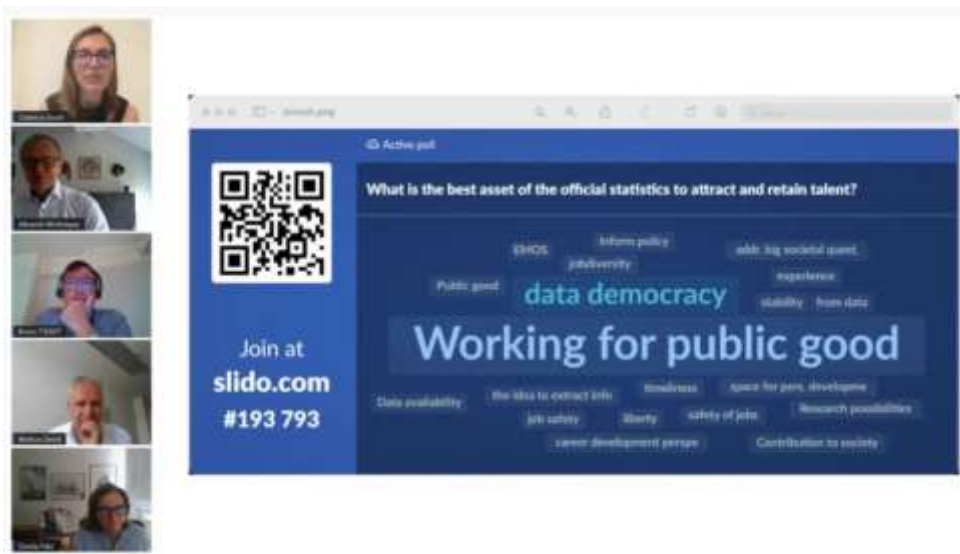 Active poll
What is the best asset of the official statistics to attract and retain talent?
EMOS
Inform policy
addr. big societal quest.
jobdiversity
experience
Public good
data democracy
stability
from data
Working for public good
Join at
slido.com
#193 793
Data availability
the idea to extract info
timeliness
space for pers. developme
job safety
liberty
safety of jobs
Research possibilities
career development perspe
Contribution to society